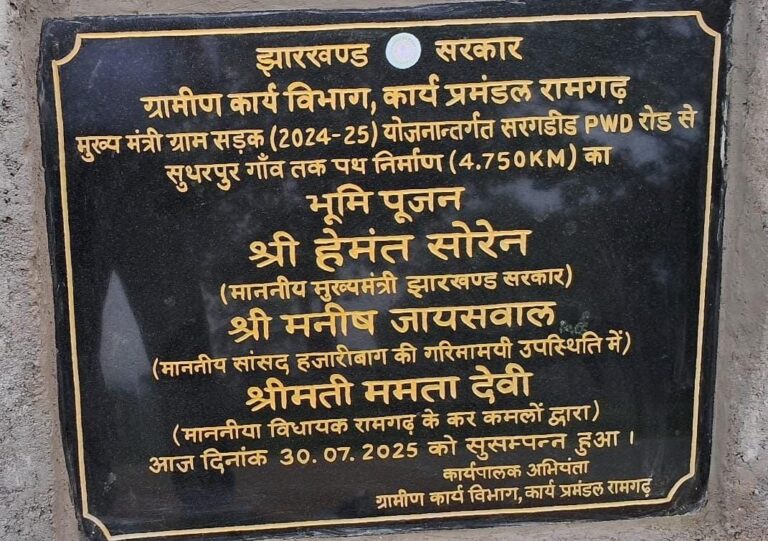 झारखण्ड सरकार
ग्रामीण कार्य विभाग, कार्य प्रमंडल रामगढ़
मुख्य मंत्री ग्राम सड़क (2024-25) योजनान्तर्गत सरगडीह PWD रोड से
सुथरपुर गाँव तक पथ निर्माण (4.750KM) का
भूमि पूजन
श्री हेमंत सोरेन
(माननीय मुख्यमंत्री झारखण्ड सरकार)
श्री मनीष जायसवाल
(माननीय सांसद हजारीबाग की गरिमामयी उपस्थिति में)
श्रीमती ममता देवी
(माननीया विधायक रामगढ़ के कर कमलों द्वारा)
आज दिनांक 30.07.2025 को सुसम्पन्न हुआ।
कार्यपालक अभियंता
ग्रामीण कार्य विभाग, कार्य प्रमंडल रामगढ़